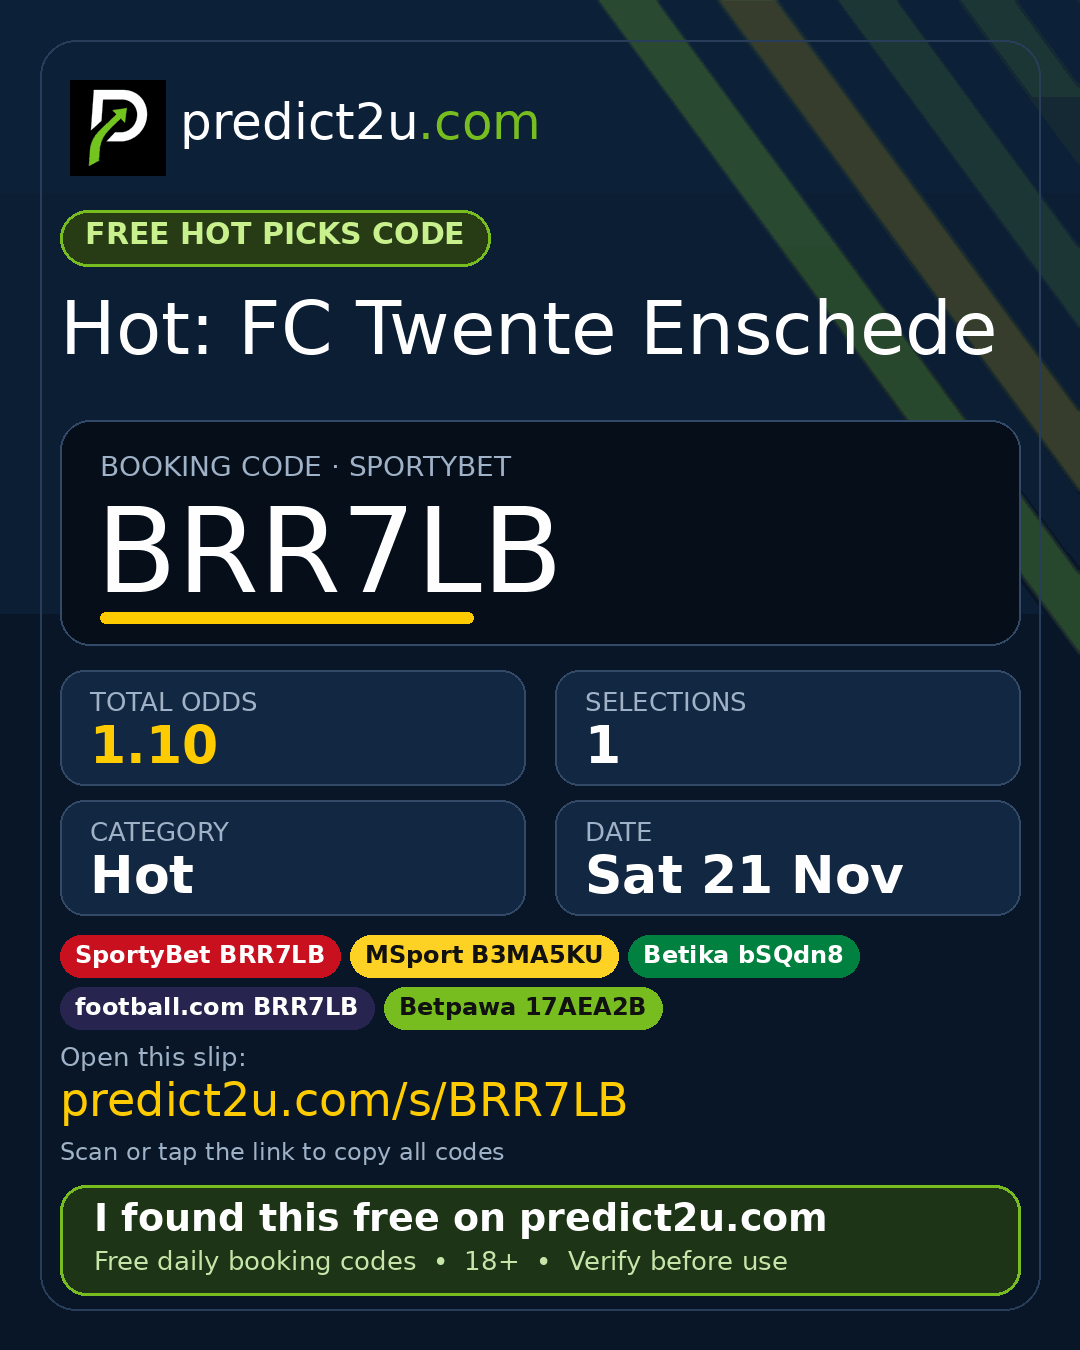 predict2u.com
FREE HOT PICKS CODE
Hot: FC Twente Enschede
BOOKING CODE · SPORTYBET
BRR7LB
TOTAL ODDS
1.10
SELECTIONS
1
CATEGORY
Hot
DATE
Sat 21 Nov
SportyBet BRR7LB
MSport B3MA5KU
Betika bSQdn8
football.com BRR7LB
Betpawa 17AEA2B
Open this slip:
predict2u.com/s/BRR7LB
Scan or tap the link to copy all codes
I found this free on predict2u.com
Free daily booking codes • 18+ • Verify before use